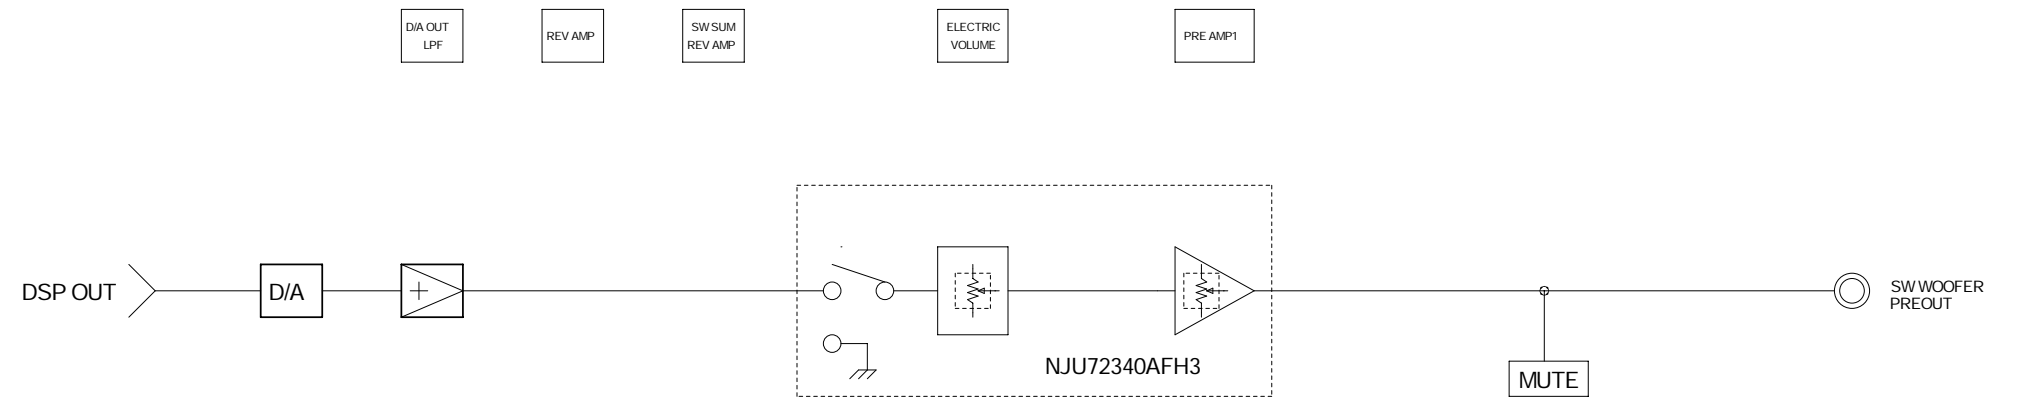 D/A OUT
LPF
REV AMP
SW SUM
REV AMP
ELECTRIC
VOLUME
PRE AMP1
DSP OUT
D/A
NJU72340AFH3
MUTE
SW WOOFER
PREOUT